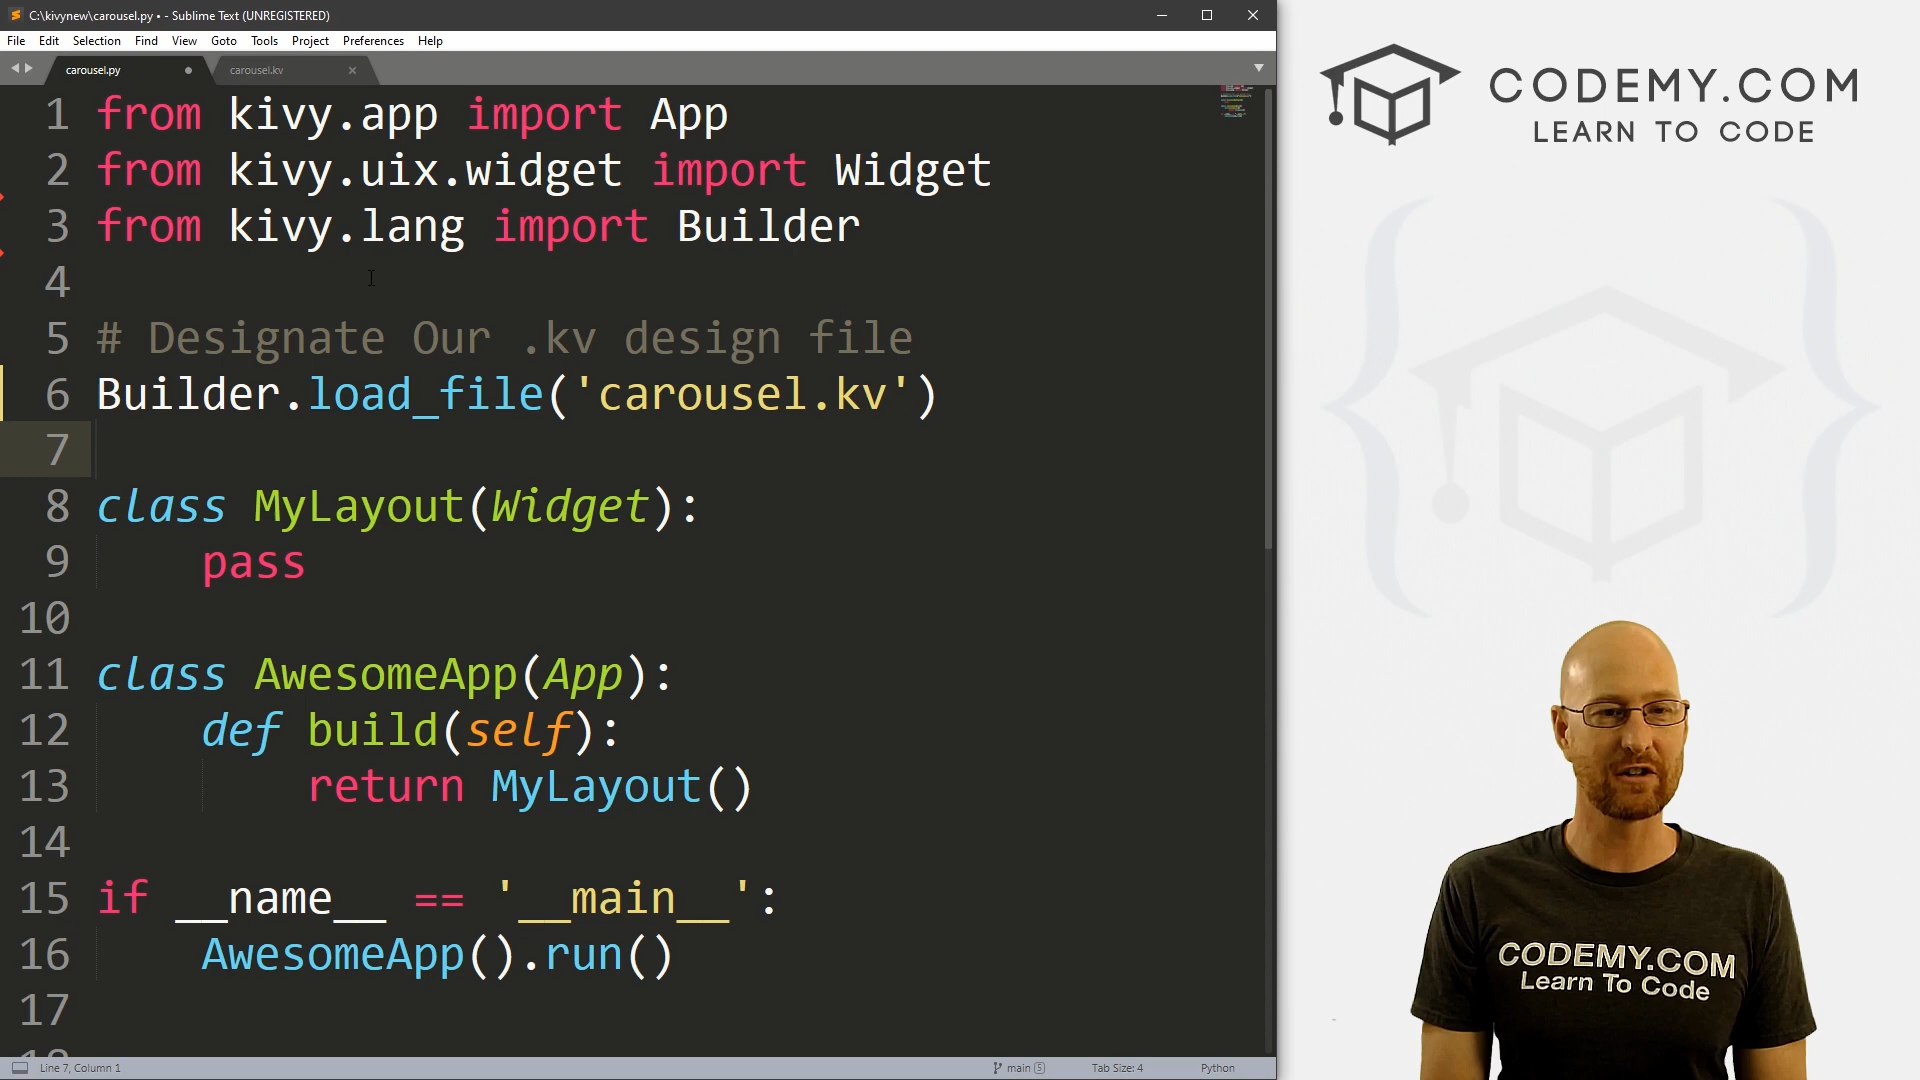 C:\kivynew\carousel.py • - Sublime Text (UNREGISTERED)
File Edit Selection Find View Goto Tools Project Preferences Help
carousel.py carousel.kv
1 from kivy.app import App
2 from kivy.uix.widget import Widget
3 from kivy.lang import Builder
4
5 # Designate Our .kv design file
6 Builder.load_file('carousel.kv')
7
8 class MyLayout(Widget):
9 pass
10
11 class AwesomeApp(App):
12 def build(self):
13 return MyLayout()
14
15 if __name__ == '__main__':
16 AwesomeApp().run()
17
18
Line 7, Column 1 main 5 Tab Size: 4 Python
CODEMY.COM
LEARN TO CODE
CODEMY.COM
Learn To Code